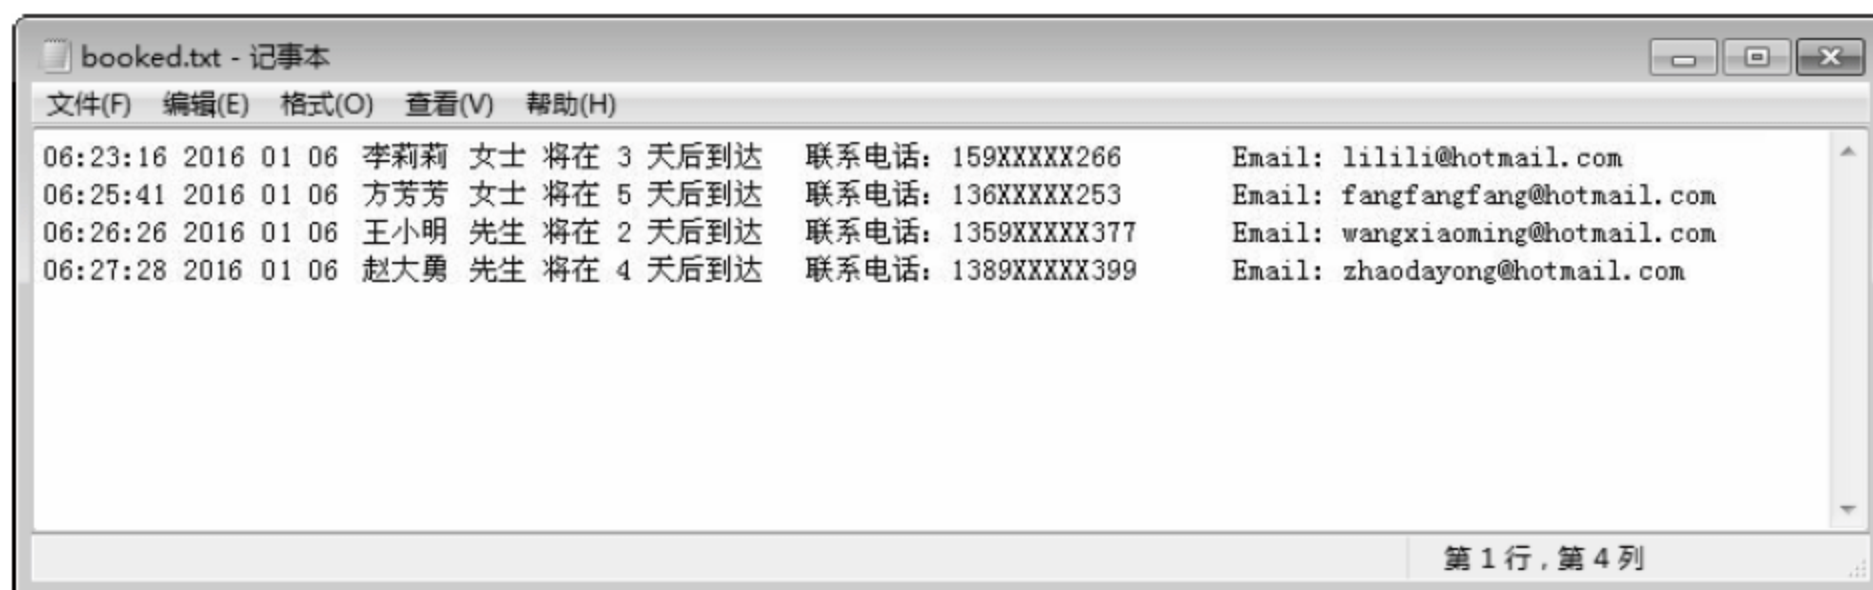 booked.txt - 记事本
文件(F) 编辑(E) 格式(O) 查看(V) 帮助(H)
06:23:16 2016 01 06 李莉莉 女士 将在 3 天后到达 联系电话：159XXXXX266 Email: lilili@hotmail.com
06:25:41 2016 01 06 方芳芳 女士 将在 5 天后到达 联系电话：136XXXXX253 Email: fangfangfang@hotmail.com
06:26:26 2016 01 06 王小明 先生 将在 2 天后到达 联系电话：1359XXXXX377 Email: wangxiaoming@hotmail.com
06:27:28 2016 01 06 赵大勇 先生 将在 4 天后到达 联系电话：1389XXXXX399 Email: zhaodayong@hotmail.com
第 1 行，第 4 列